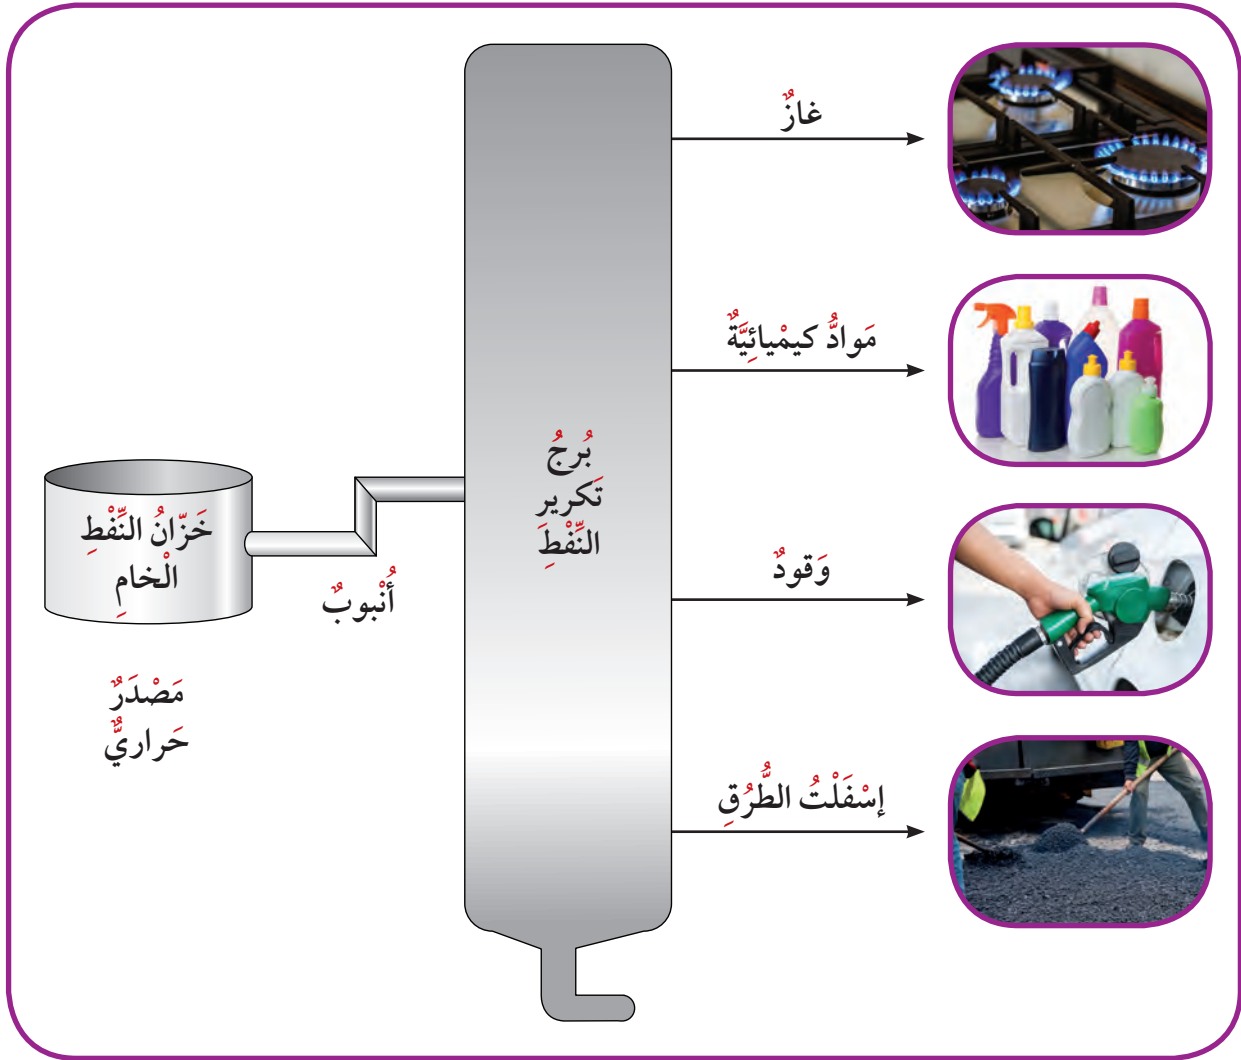 غازٌ
مَوادُّ كيمْيائِيَّةٌ
بُرجُ
تَكرير
النِّفْطَِ
خَزّانُ النِّفْطِ
الْخامِ
أُنْبوبٌ
وَقودٌ
مَصْدَرٌ
حَراريٌّ
إسْفَلْتُ الطُّرُقِ